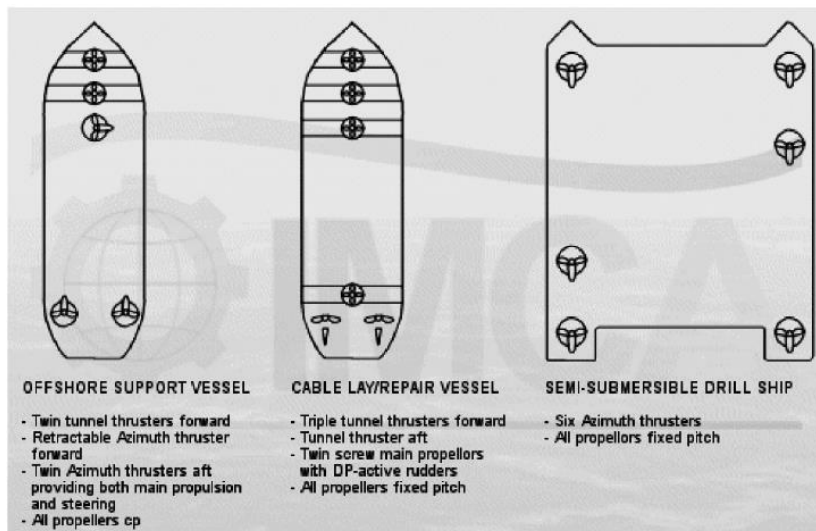 IMCA
OFFSHORE SUPPORT VESSEL
- Twin tunnel thrusters forward
- Retractable Azimuth thruster
forward
- Twin Azimuth thrusters aft
providing both main propulsion
and steering
- All propellers cp
CABLE LAY/REPAIR VESSEL
- Triple tunnel thrusters forward
- Tunnel thruster aft
- Twin screw main propellors
with DP-active rudders
- All propellers fixed pitch
SEMI-SUBMERSIBLE DRILL SHIP
- Six Azimuth thrusters
- All propellors fixed pitch